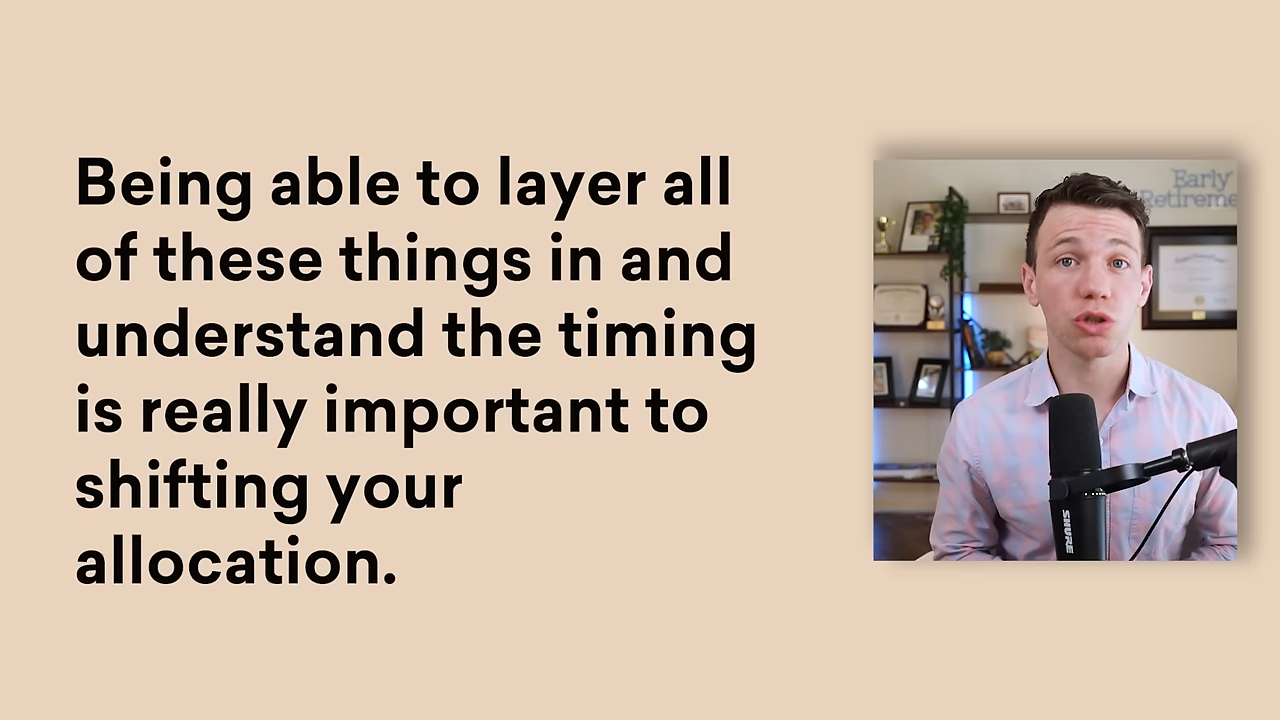 Being able to layer all
of these things in and
understand the timing
is really important to
shifting your
allocation.
Early
SHURE